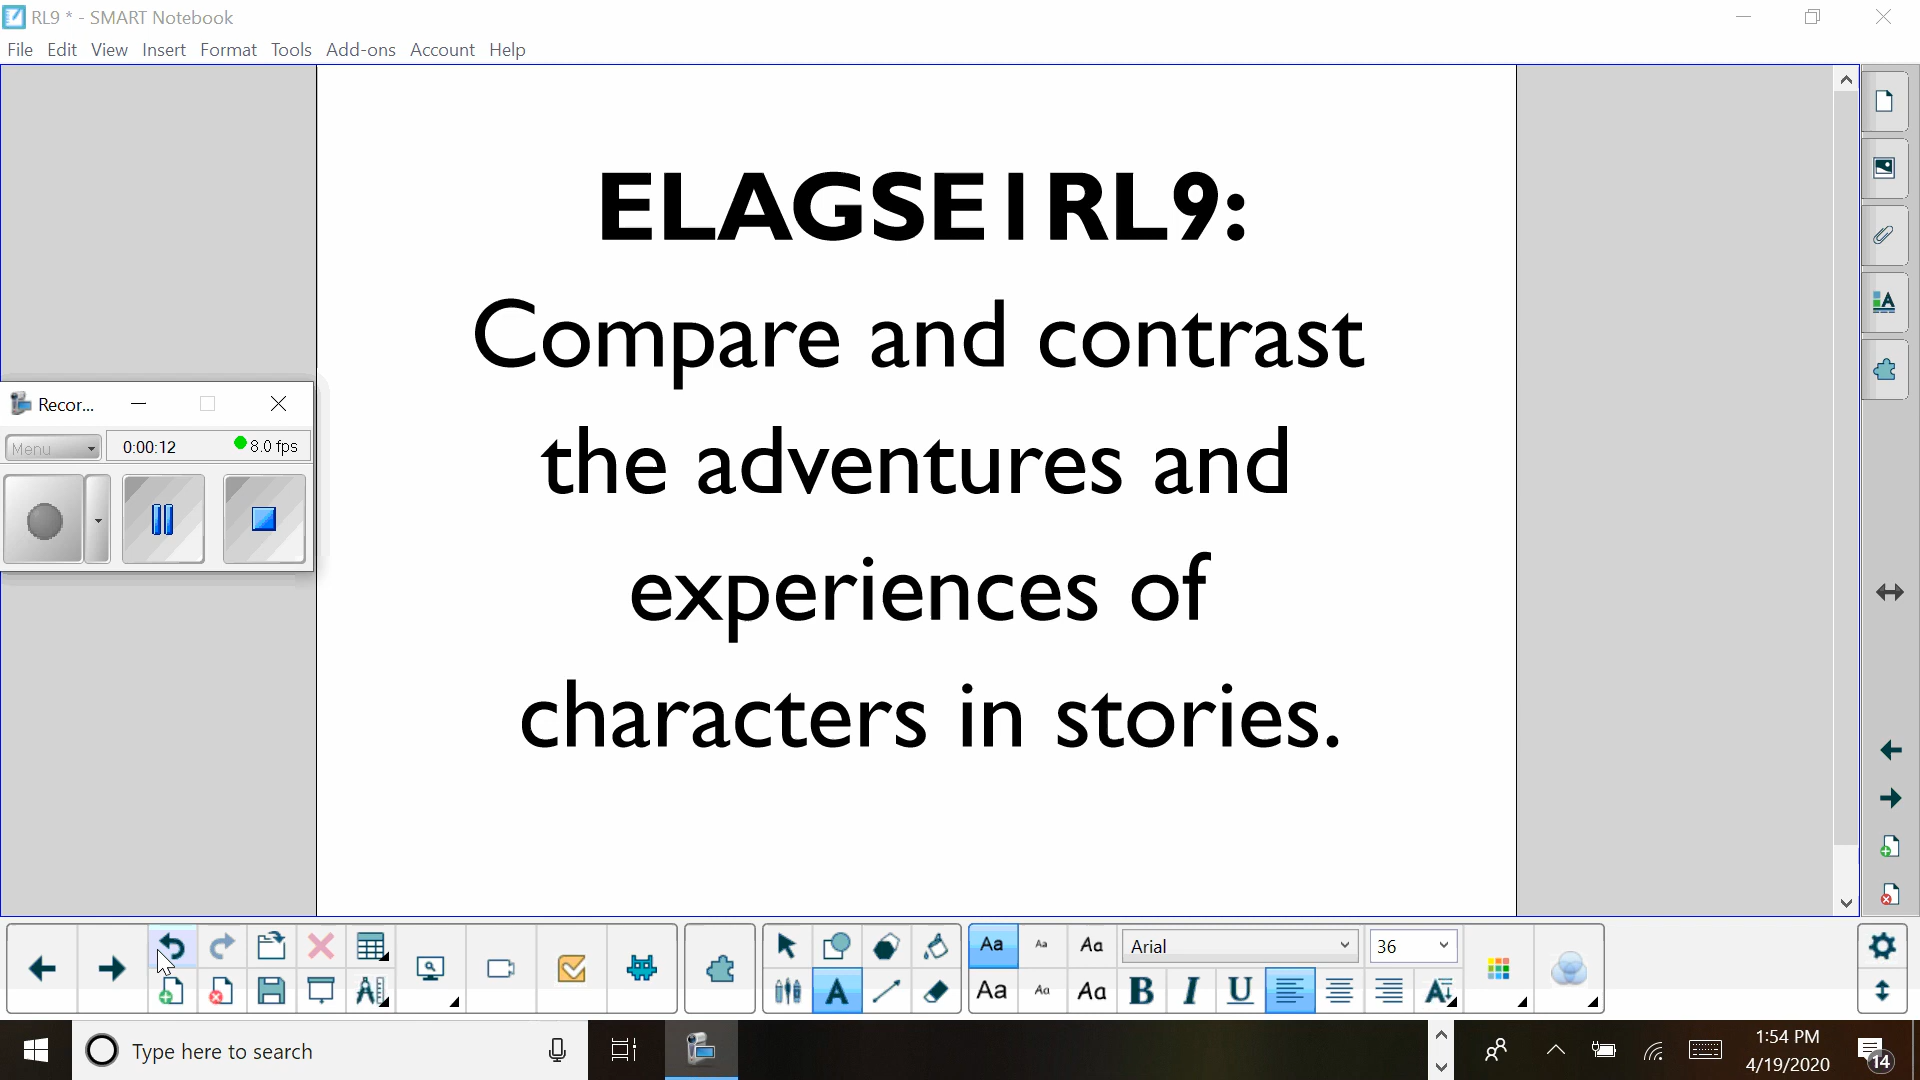 RL9 * - SMART Notebook
File Edit View Insert Format Tools Add-ons Account Help
ELAGSE1RL9:
Compare and contrast
the adventures and
experiences of
characters in stories.
Recor...
Menu 0:00:12 8.0 fps
Aa Aa Aa Arial 36
A Aa Aa Aa B I U A
Type here to search
1:54 PM
4/19/2020
14